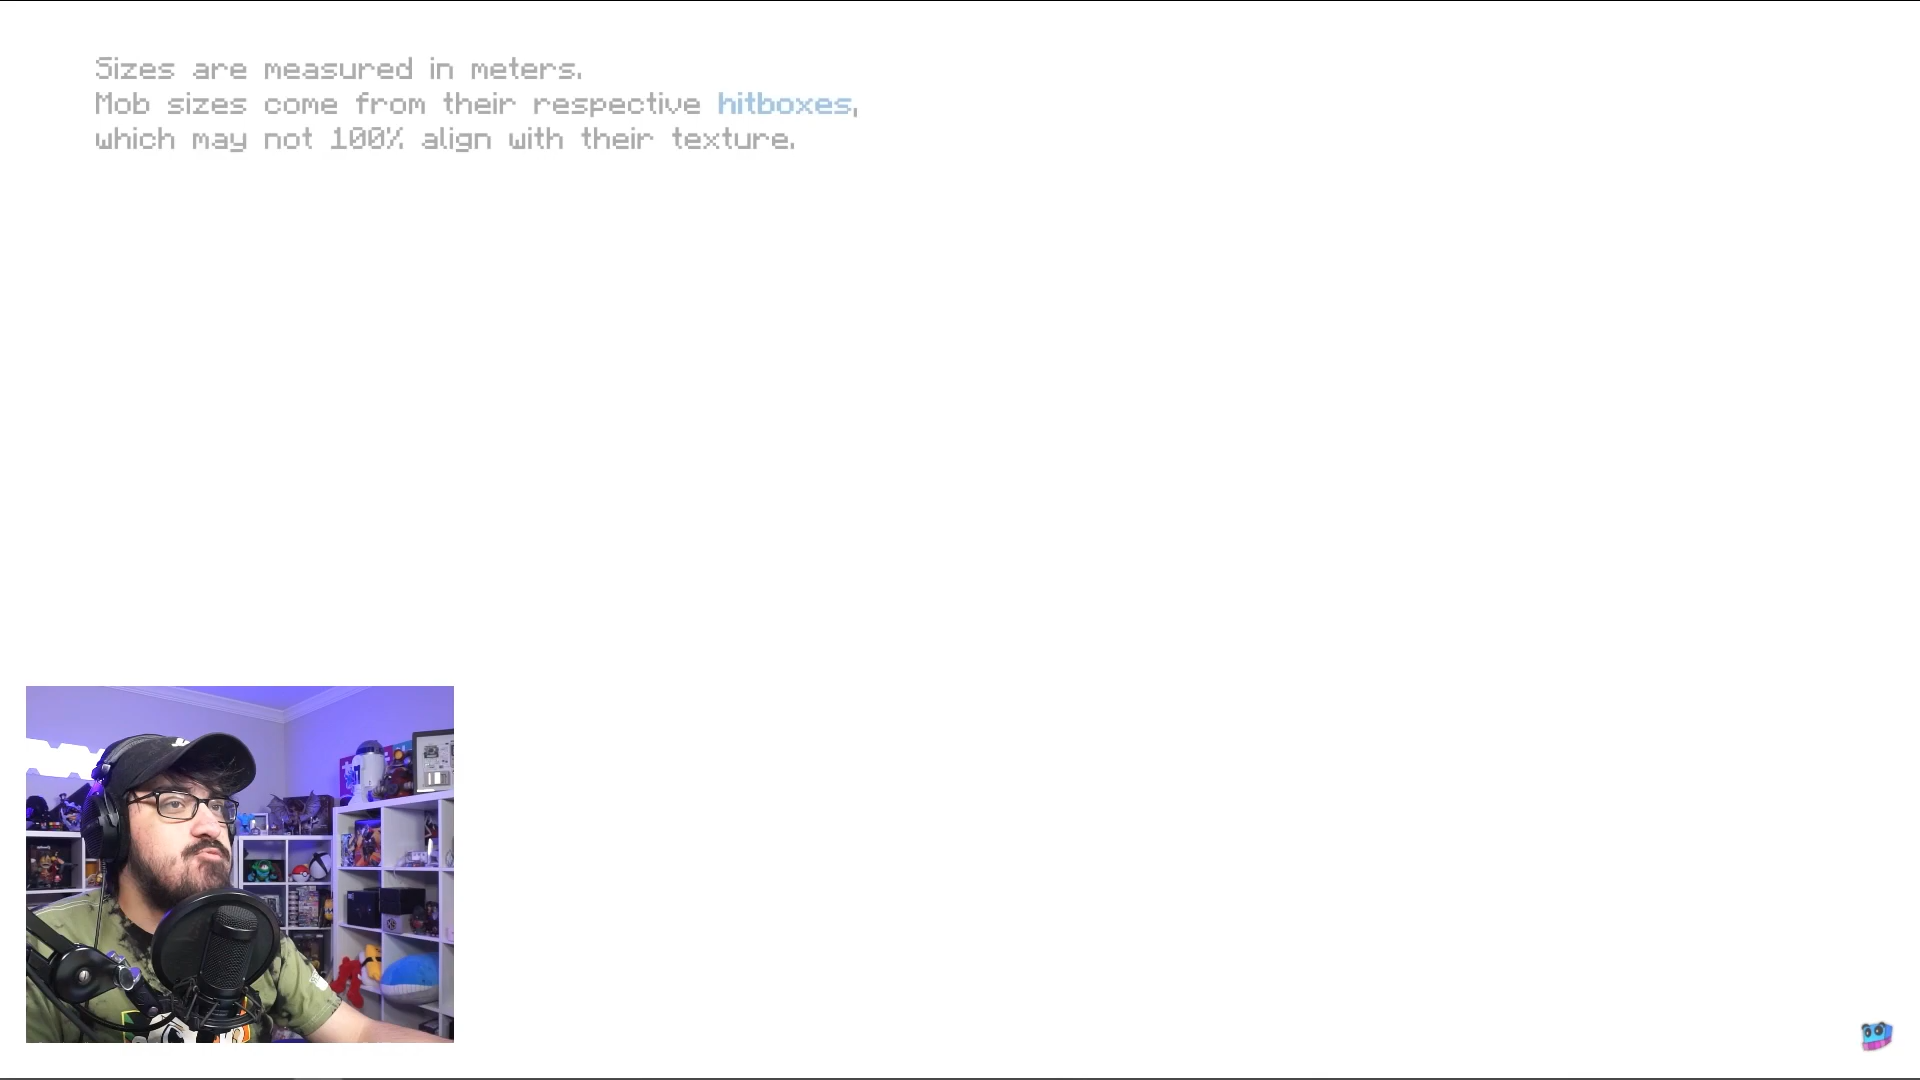 Sizes are measured in meters.
Mob sizes come from their respective hitboxes,
which may not 100% align with their texture.